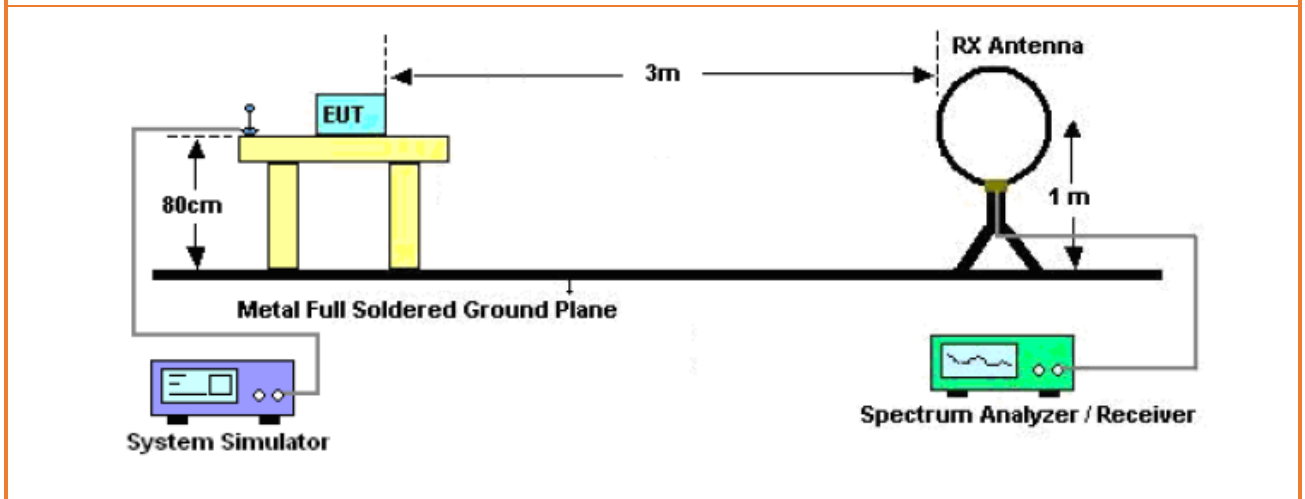 RX Antenna
3m
EUT
80cm
1 m
Metal Full Soldered Ground Plane
System Simulator
Spectrum Analyzer / Receiver